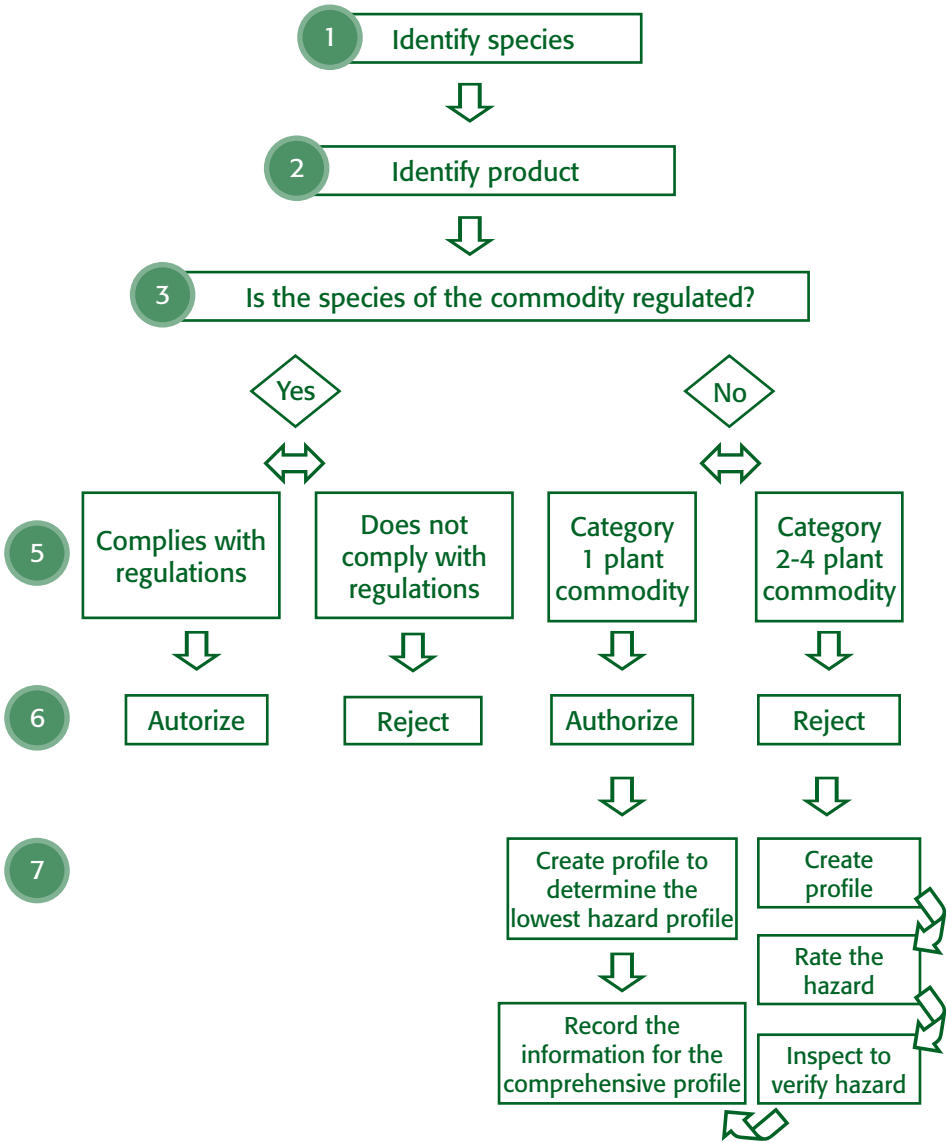 1
Identify species
2
Identify product
3
Is the species of the commodity regulated?
Yes
No
5
Complies with
regulations
Does not
comply with
regulations
Category
1 plant
commodity
Category
2-4 plant
commodity
6
Autorize
Reject
Authorize
Reject
7
Create profile to
determine the
lowest hazard profile
Create
profile
Rate the
hazard
Record the
information for the
comprehensive profile
Inspect to
verify hazard